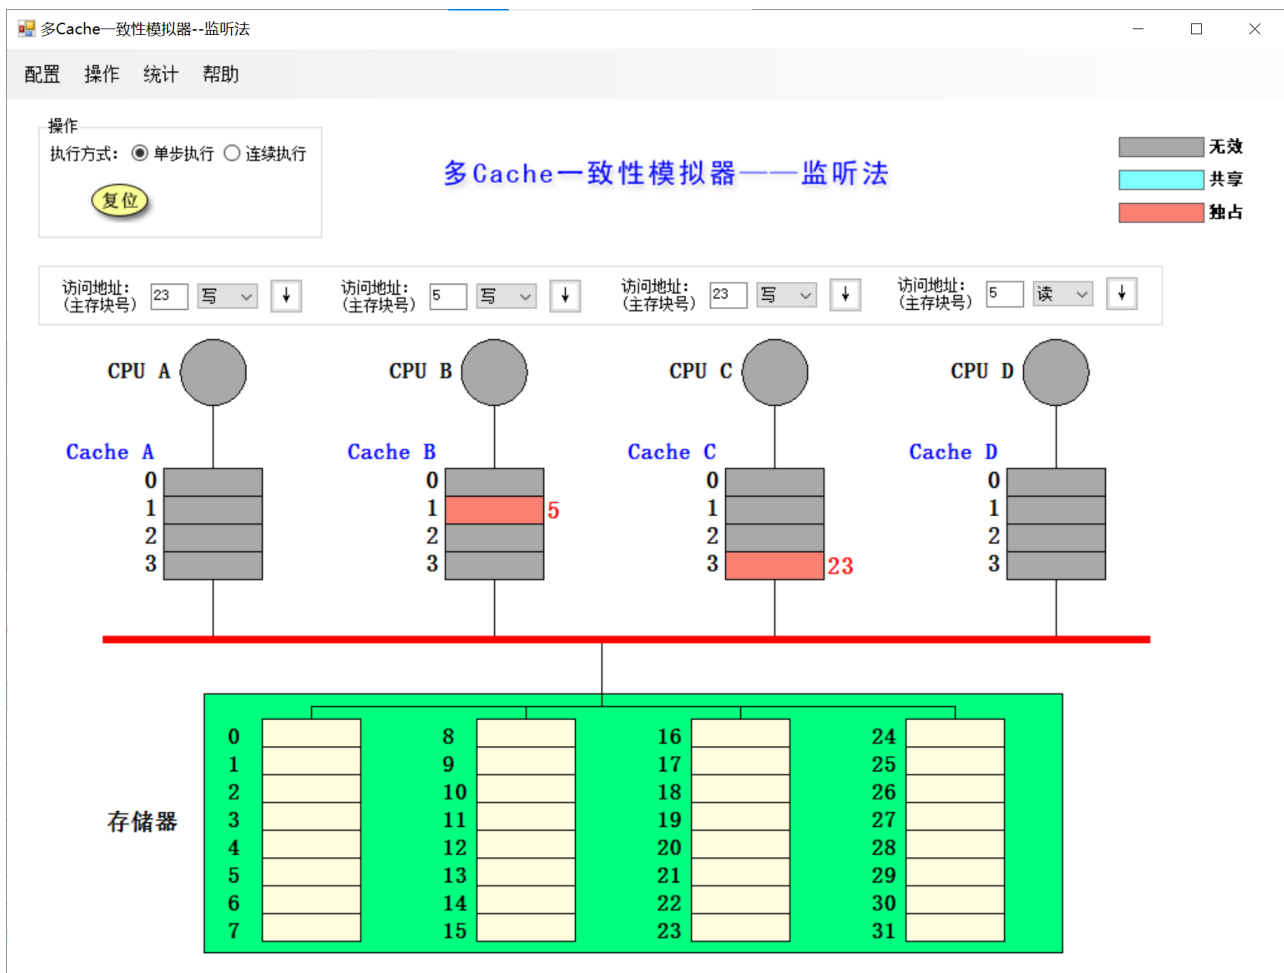 多Cache一致性模拟器--监听法
配置 操作 统计 帮助
操作
执行方式: 单步执行 连续执行
复位
多Cache一致性模拟器——监听法
无效
共享
独占
访问地址: (主存块号) 23 写 ↓
访问地址: (主存块号) 5 写 ↓
访问地址: (主存块号) 23 写 ↓
访问地址: (主存块号) 5 读 ↓
CPU A CPU B CPU C CPU D
Cache A Cache B Cache C Cache D
0 0 0 0
1 1 5 1 1
2 2 2 2
3 3 3 23 3
存储器
0 8 16 24
1 9 17 25
2 10 18 26
3 11 19 27
4 12 20 28
5 13 21 29
6 14 22 30
7 15 23 31